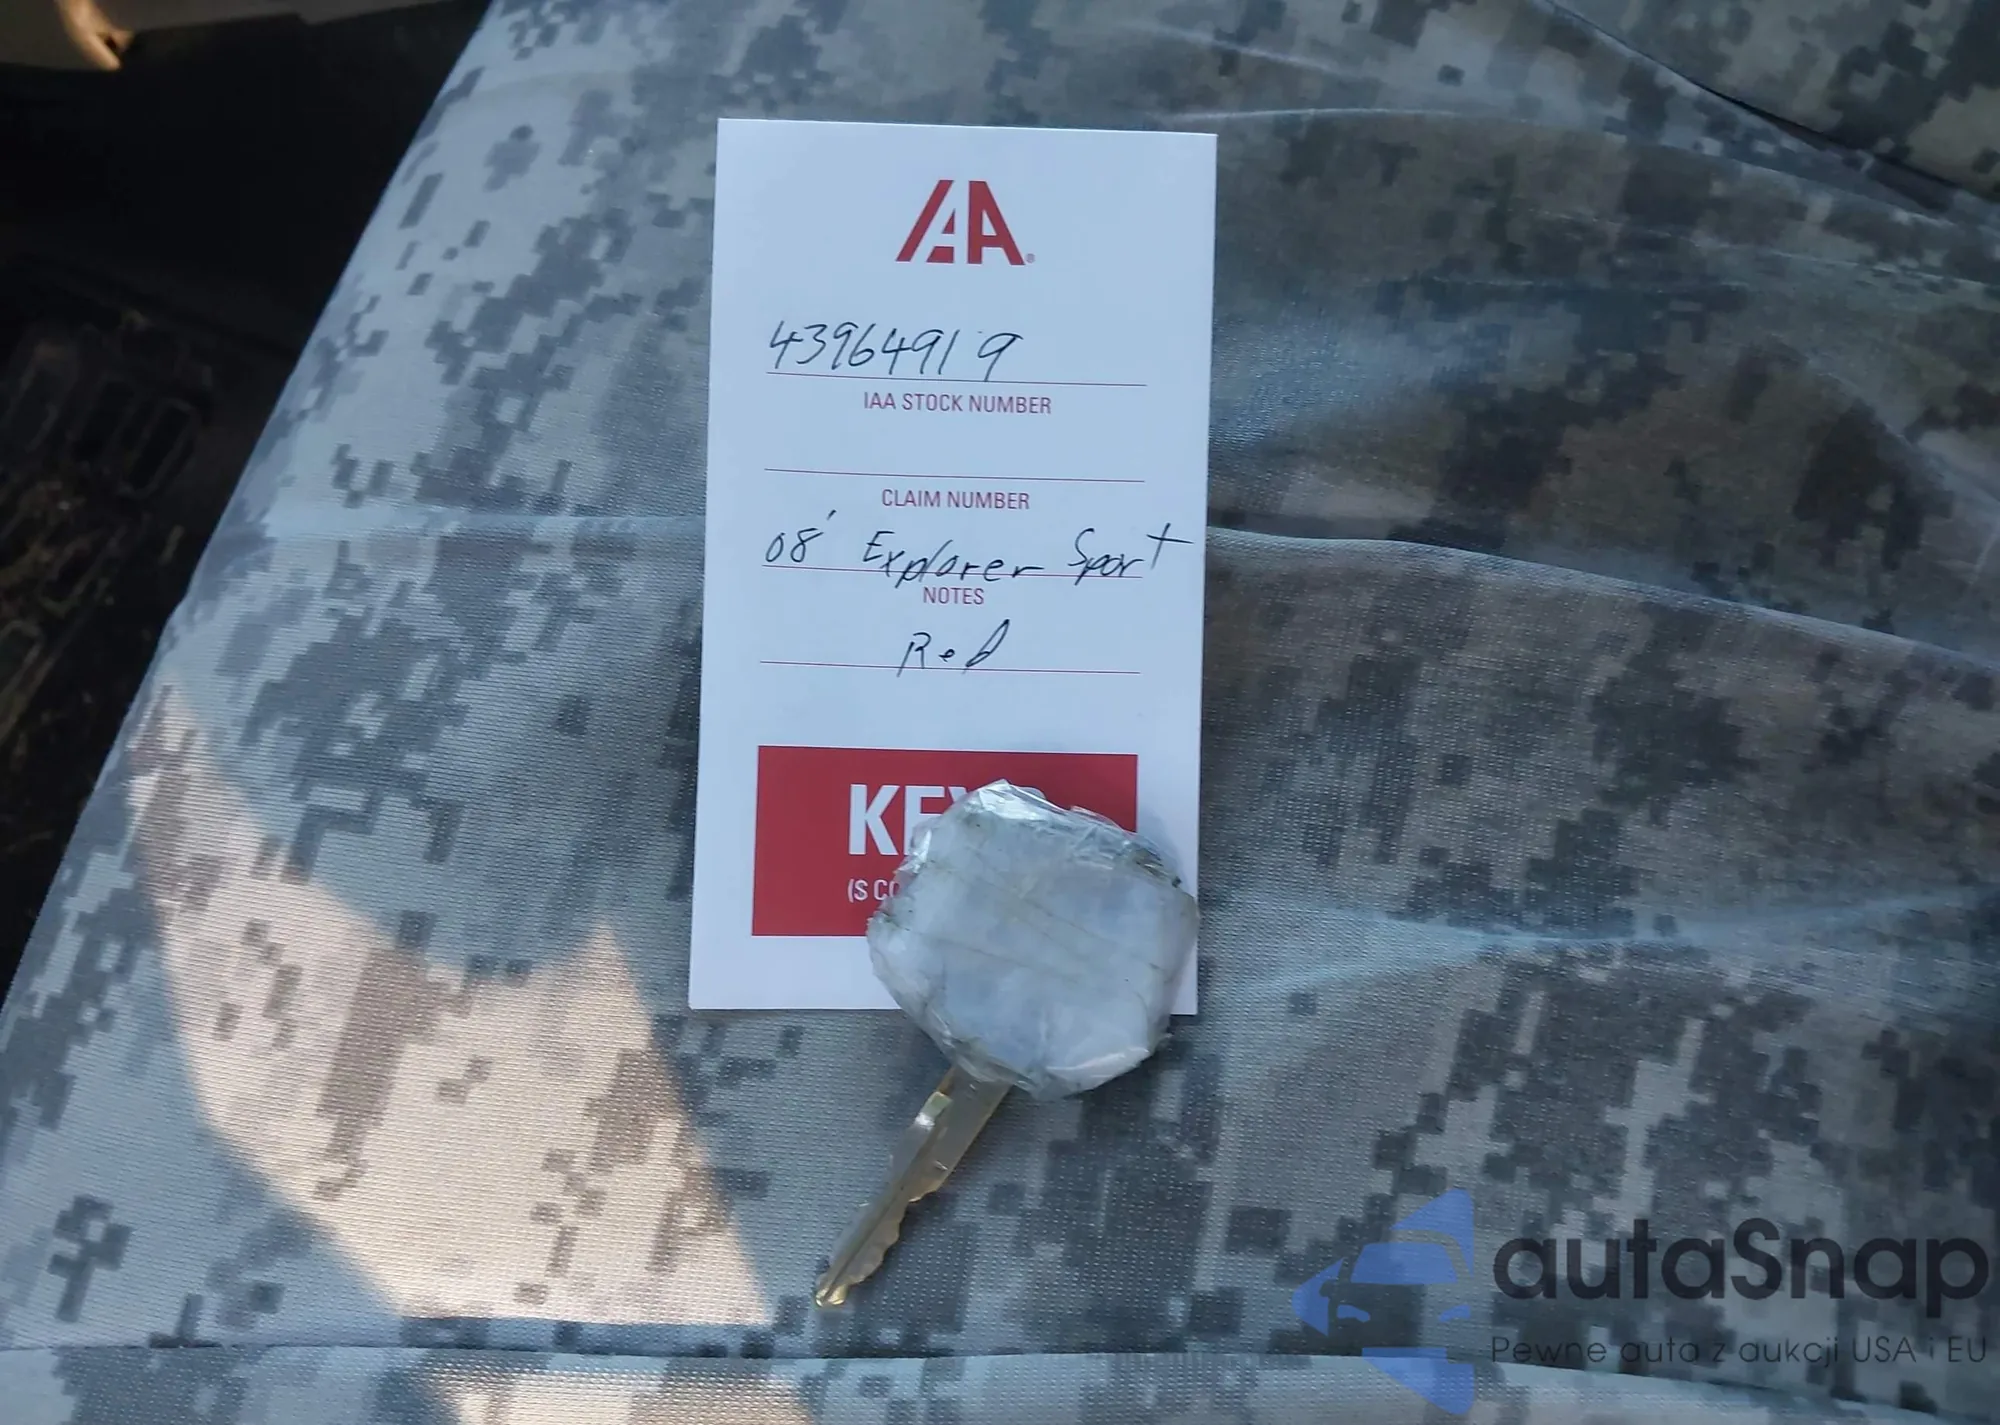 IAA®
43964919
IAA STOCK NUMBER
CLAIM NUMBER
08' Explorer Sport
NOTES
Red
KEY
(S CO
autaSnap
Pewne auta z aukcji USA i EU